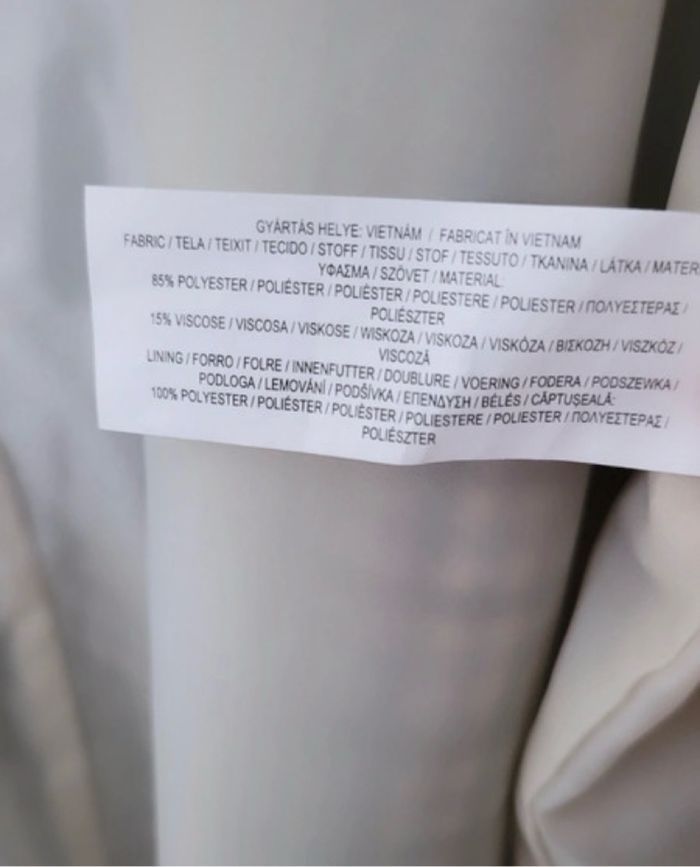 GYÁRTÁS HELYE: VIETNÁM / FABRICAT ÎN VIETNAM
FABRIC / TELA / TEIXIT / TECIDO / STOFF / TISSU / STOF / TESSUTO / TKANINA / LÁTKA / MATER
ΥΦΑΣΜΑ / SZÖVET / MATERIAL:
85% POLYESTER / POLIÉSTER / POLIÈSTER / POLIESTERE / POLIESTER / ΠΟΛΥΕΣΤΕΡΑΣ /
POLIÉSZTER
15% VISCOSE / VISCOSA / VISKOSE / WISKOZA / VISKOZA / VISKÓZA / ΒΙΣΚΟΖΗ / VISZKÓZ /
VISCOZĂ
LINING / FORRO / FOLRE / INNENFUTTER / DOUBLURE / VOERING / FODERA / PODSZEWKA /
PODLOGA / LEMOVÁNÍ / PODŠÍVKA / ΕΠΕΝΔΥΣΗ / BÉLÉS / CĂPTUȘEALĂ:
100% POLYESTER / POLIÉSTER / POLIÈSTER / POLIESTERE / POLIESTER / ΠΟΛΥΕΣΤΕΡΑΣ /
POLIÉSZTER